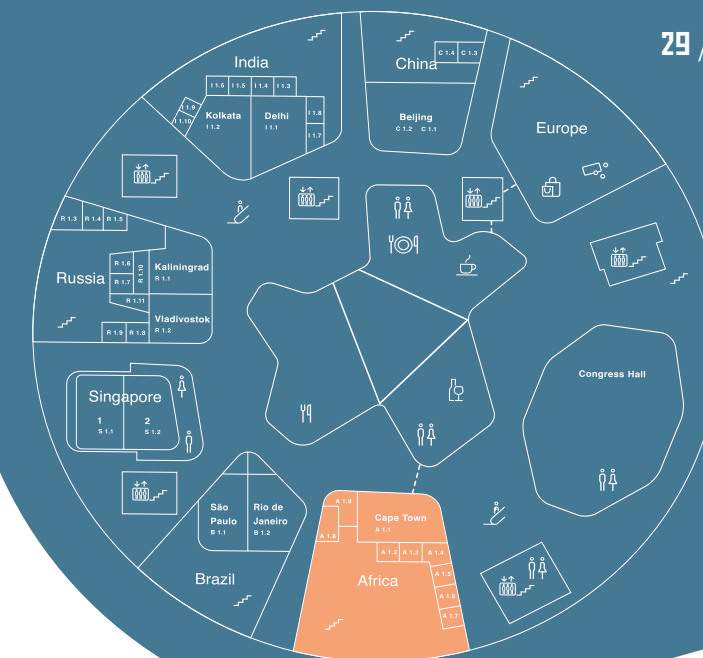 29 /
India
China
Europe
C 1.4
C 1.3
I 1.6
I 1.5
I 1.4
I 1.3
I 1.9
I 1.10
Kolkata
I 1.2
Delhi
I 1.1
I 1.8
I 1.7
Beijing
C 1.2 C 1.1
R 1.3
R 1.4
R 1.5
Russia
R 1.6
R 1.7
R 1.10
R 1.11
R 1.9
R 1.8
Kaliningrad
R 1.1
Vladivostok
R 1.2
Singapore
1
S 1.1
2
S 1.2
Congress Hall
São
Paulo
B 1.1
Rio de
Janeiro
B 1.2
Brazil
A 1.9
A 1.8
Cape Town
A 1.1
A 1.2
A 1.3
A 1.4
A 1.5
A 1.6
A 1.7
Africa